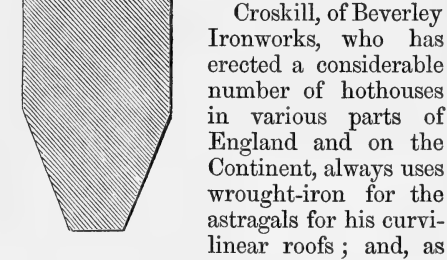 Croskill, of Beverley
Ironworks, who has
erected a considerable
number of hothouses
in various parts of
England and on the
Continent, always uses
wrought-iron for the
astragals for his curvi-
linear roofs ; and, as